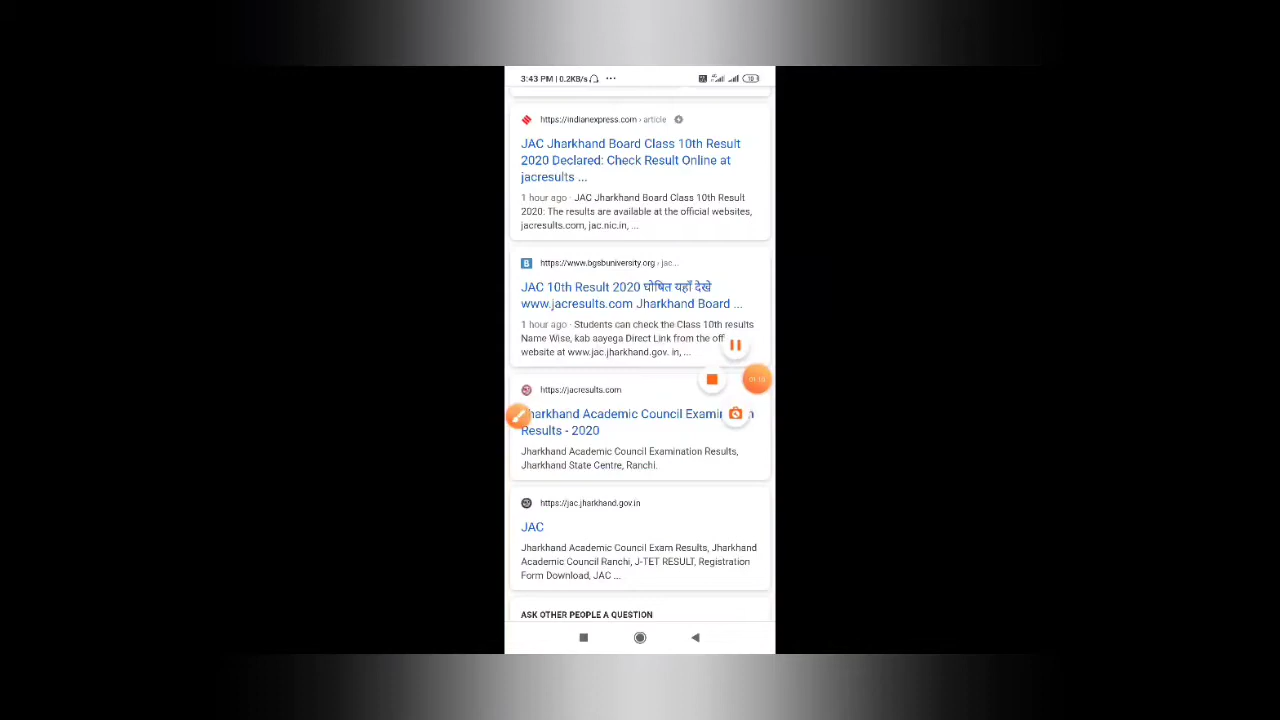 3:43 PM | 0.2KB/s ...
https://indianexpress.com › article
JAC Jharkhand Board Class 10th Result
2020 Declared: Check Result Online at
jacresults ...
1 hour ago · JAC Jharkhand Board Class 10th Result
2020: The results are available at the official websites,
jacresults.com, jac.nic.in, ...
https://www.bgsbuniversity.org › jac...
JAC 10th Result 2020 घोषित यहाँ देखे
www.jacresults.com Jharkhand Board ...
1 hour ago · Students can check the Class 10th results
Name Wise, kab aayega Direct Link from the
website at www.jac.jharkhand.gov. in, ...
https://jacresults.com
Academic Council
Results - 2020
Jharkhand Academic Council Examination Results,
Jharkhand State Centre, Ranchi.
https://jac.jharkhand.gov.in
JAC
Jharkhand Academic Council Exam Results, Jharkhand
Academic Council Ranchi, J-TET RESULT, Registration
Form Download, JAC ...
ASK OTHER PEOPLE A QUESTION